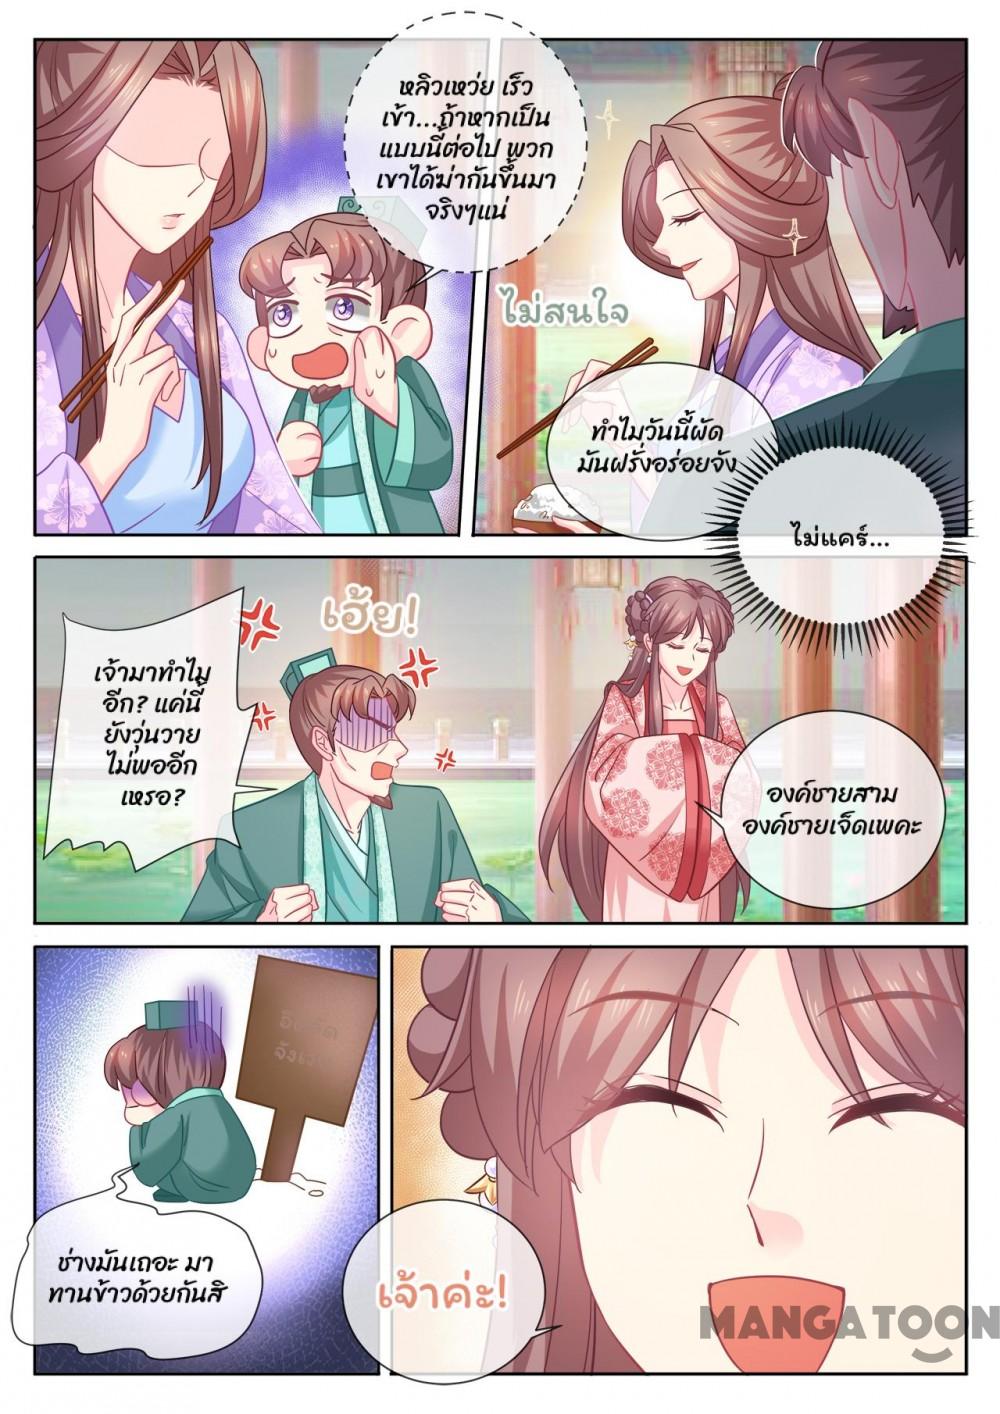 หลิวเหว่ย เร็ว
เข้า...ถ้าหากเป็น
แบบนี้ต่อไป พวก
เขาได้ฆ่ากันขึ้นมา
จริงๆแน่
ไม่สนใจ
ทำไมวันนี้ผัด
มันฝรั่งอร่อยจัง
ไม่แคร์...
เฮ้ย!
เจ้ามาทำไม
อีก? แค่นี้
ยังวุ่นวาย
ไม่พออีก
เหรอ?
องค์ชายสาม
องค์ชายเจ็ดเพคะ
จัง
ช่างมันเถอะ มา
ทานข้าวด้วยกันสิ
เจ้าค่ะ!
MANGATOON